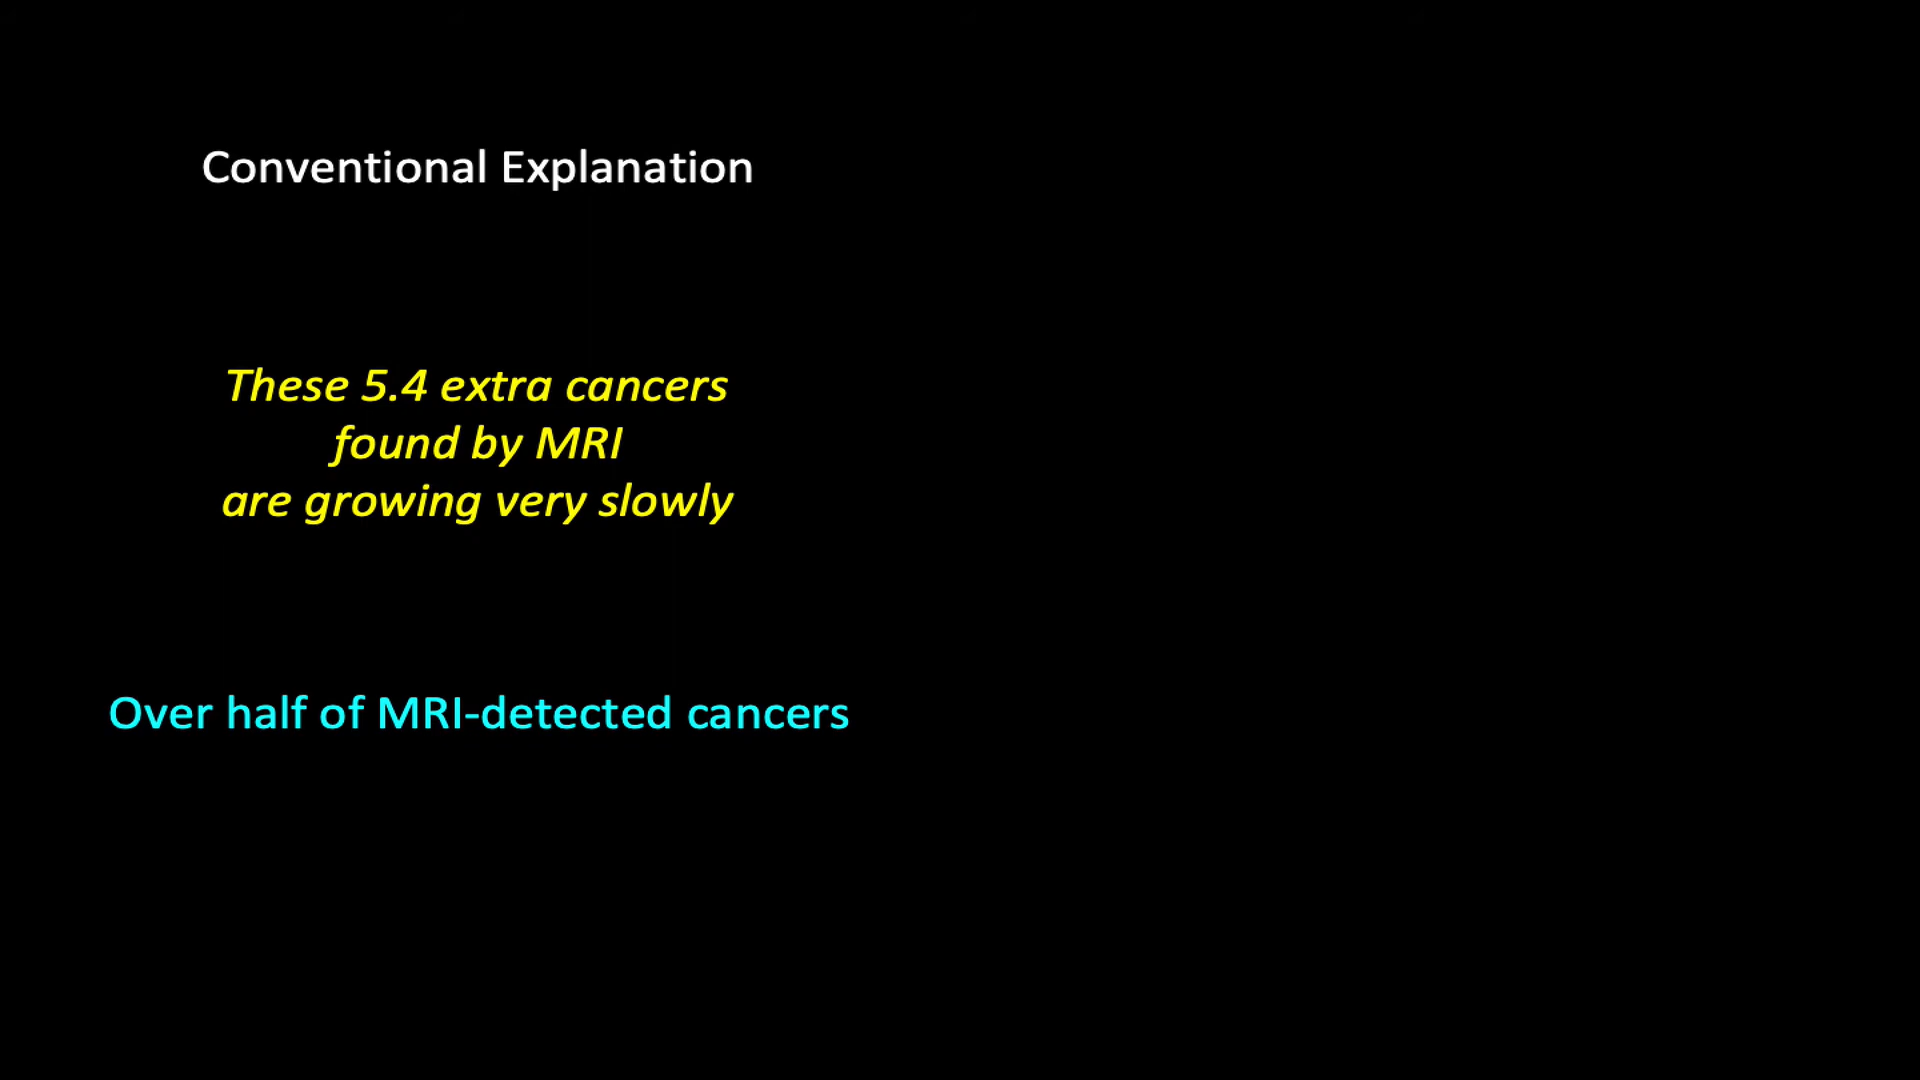 Conventional Explanation
These 5.4 extra cancers
found by MRI
are growing very slowly
Over half of MRI-detected cancers